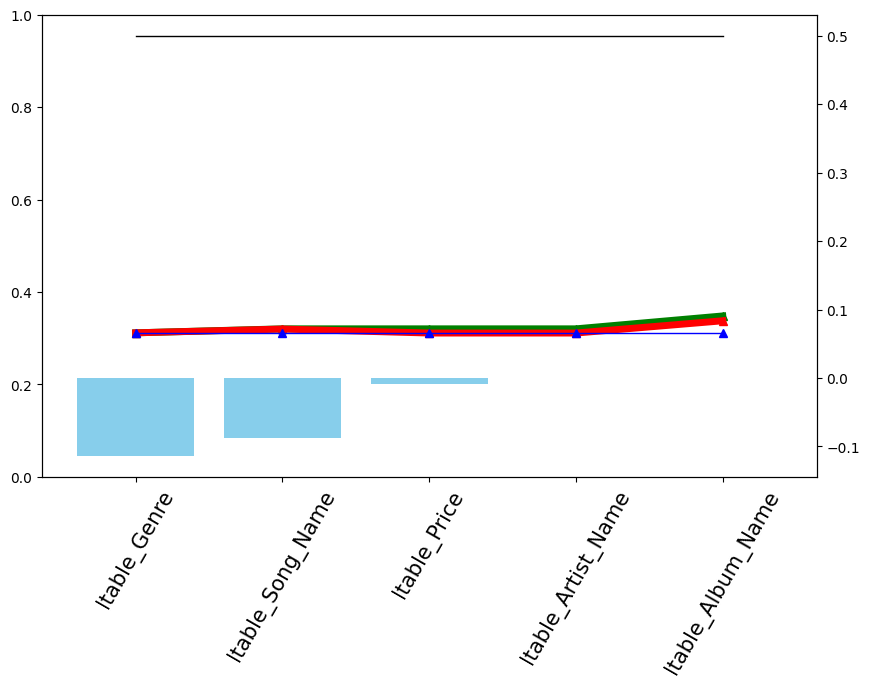 1.0
0.8
0.6
0.4
0.2
0.0
0.5
0.4
0.3
0.2
0.1
0.0
−0.1
ltable_Genre
ltable_Song_Name
ltable_Price
ltable_Artist_Name
ltable_Album_Name